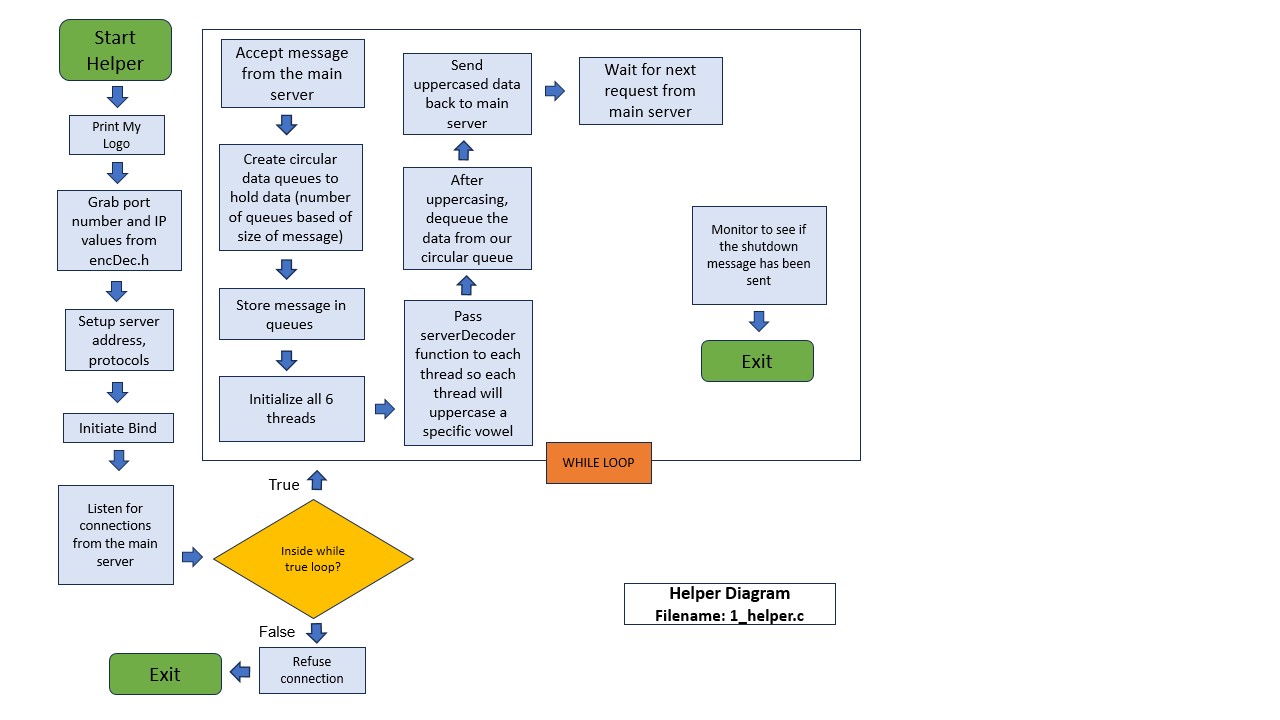 Start
Helper
Print My
Logo
Grab port
number and IP
values from
encDec.h
Setup server
address,
protocols
Initiate Bind
Listen for
connections
from the main
server
Accept message
from the main
server
Create circular
data queues to
hold data (number
of queues based of
size of message)
Store message in
queues
Initialize all 6
threads
Pass
serverDecoder
function to each
thread so each
thread will
uppercase a
specific vowel
After
uppercasing,
dequeue the
data from our
circular queue
Send
uppercased data
back to main
server
Wait for next
request from
main server
Monitor to see if
the shutdown
message has been
sent
Exit
WHILE LOOP
True
Inside while
true loop?
False
Refuse
connection
Exit
Helper Diagram
Filename: 1_helper.c